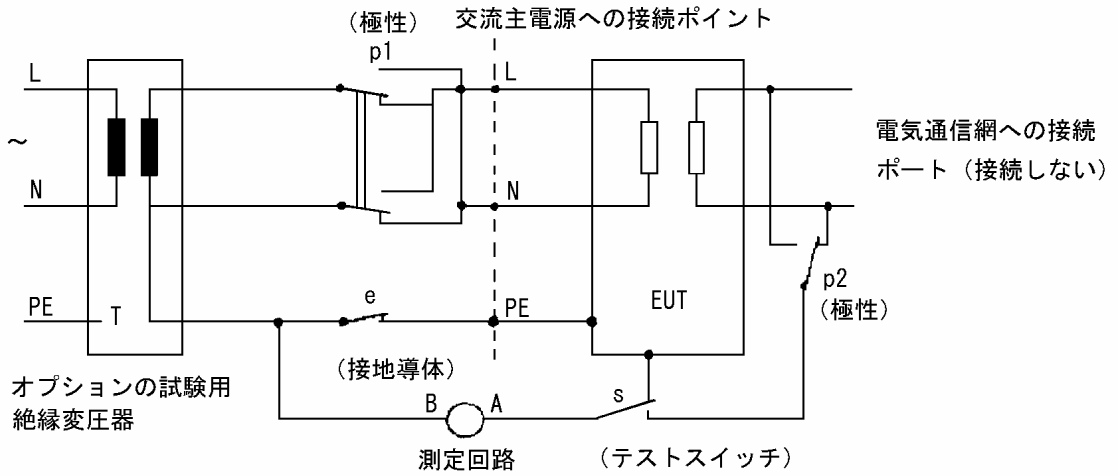 (極性)
p1
交流主電源への接続ポイント
L
L
~
N
N
電気通信網への接続
ポート(接続しない)
PE
T
e
PE
EUT
p2
(極性)
オプションの試験用
絶縁変圧器
(接地導体)
B
A
s
測定回路
(テストスイッチ)